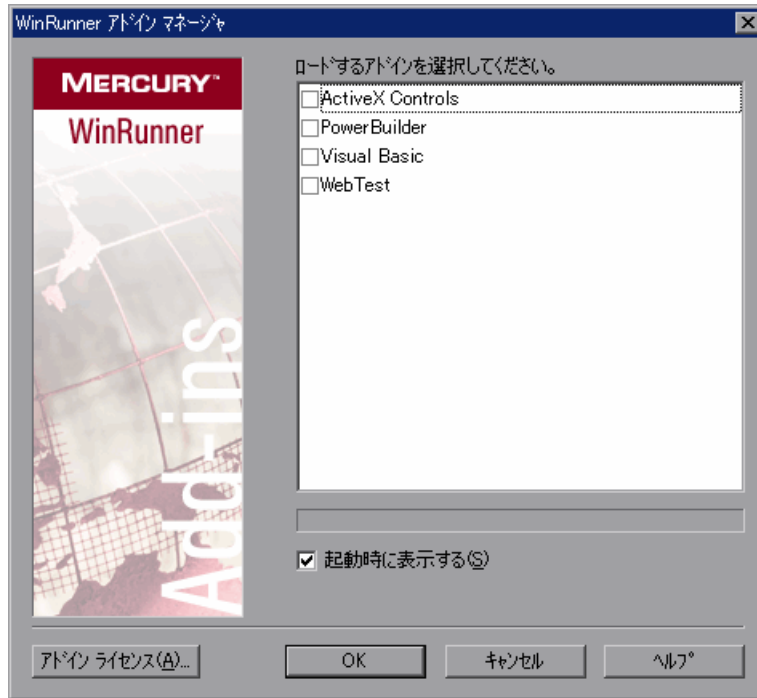 WinRunner ｱﾄﾞｲﾝ ﾏﾈｰｼﾞｬ
MERCURY™
WinRunner
Add-ins
ﾛｰﾄﾞするｱﾄﾞｲﾝを選択してください。
ActiveX Controls
PowerBuilder
Visual Basic
WebTest
起動時に表示する(S)
ｱﾄﾞｲﾝ ﾗｲｾﾝｽ(A)...
OK
ｷｬﾝｾﾙ
ﾍﾙﾌﾟ